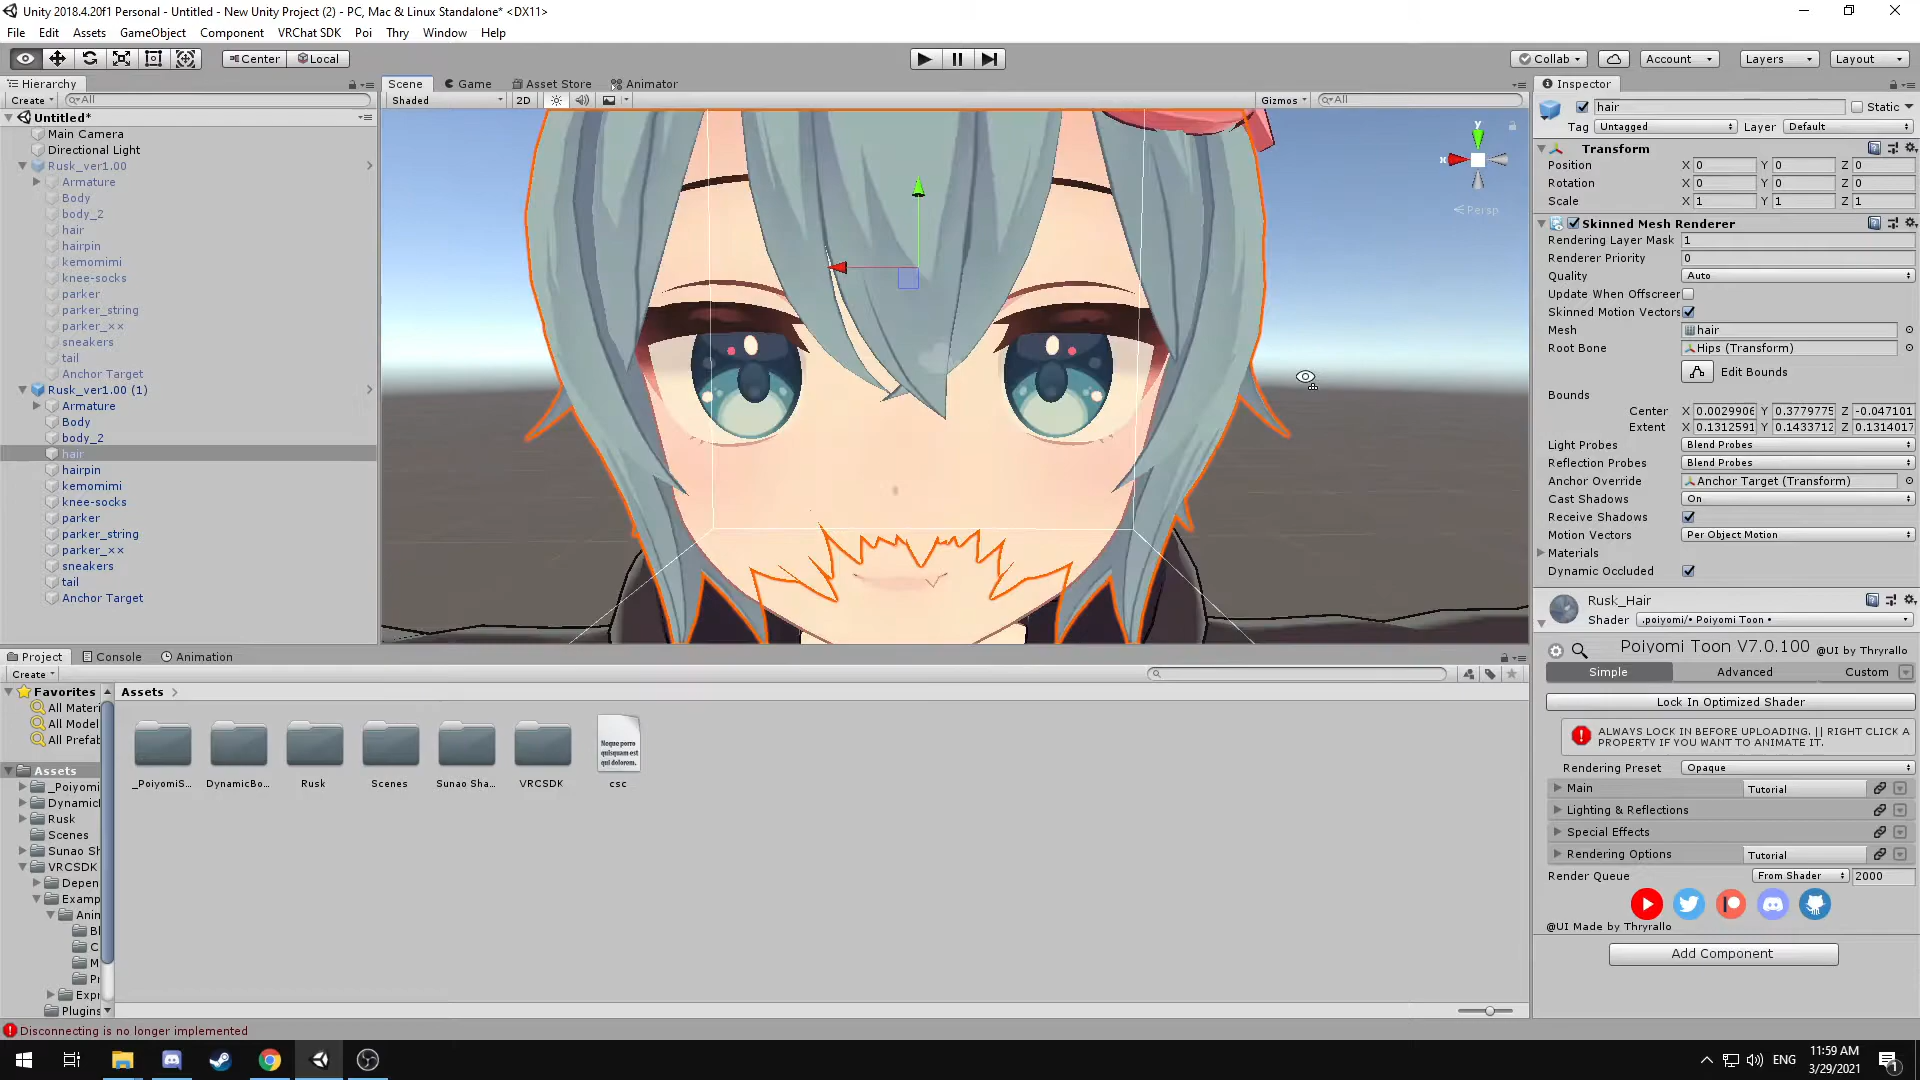 Unity 2018.4.20f1 Personal - Untitled - New Unity Project (2) - PC, Mac & Linux Standalone* <DX11>
File Edit Assets GameObject Component VRChat SDK Poi Thry Window Help
Center Local Collab Account Layers Layout
Hierarchy
Create All
Untitled*
Main Camera
Directional Light
Rusk_ver1.00
Armature
Body
body_2
hair
hairpin
kemomimi
knee-socks
parker
parker_string
parker_××
sneakers
tail
Anchor Target
Rusk_ver1.00 (1)
Armature
Body
body_2
hair
hairpin
kemomimi
knee-socks
parker
parker_string
parker_××
sneakers
tail
Anchor Target
Scene Game Asset Store Animator
Shaded 2D Gizmos All
y
x
Persp
Inspector
hair Static
Tag Untagged Layer Default
Transform
Position X 0 Y 0 Z 0
Rotation X 0 Y 0 Z 0
Scale X 1 Y 1 Z 1
Skinned Mesh Renderer
Rendering Layer Mask 1
Renderer Priority 0
Quality Auto
Update When Offscreen
Skinned Motion Vectors
Mesh hair
Root Bone Hips (Transform)
Edit Bounds
Bounds
Center X 0.0029906 Y 0.3779775 Z -0.047101
Extent X 0.1312591 Y 0.1433712 Z 0.1314017
Light Probes Blend Probes
Reflection Probes Blend Probes
Anchor Override Anchor Target (Transform)
Cast Shadows On
Receive Shadows
Motion Vectors Per Object Motion
Materials
Dynamic Occluded
Rusk_Hair
Shader .poiyomi/• Poiyomi Toon •
Poiyomi Toon V7.0.100 @UI by Thryrallo
Simple Advanced Custom
Lock In Optimized Shader
ALWAYS LOCK IN BEFORE UPLOADING. || RIGHT CLICK A
PROPERTY IF YOU WANT TO ANIMATE IT.
Rendering Preset Opaque
Main Tutorial
Lighting & Reflections
Special Effects
Rendering Options Tutorial
Render Queue From Shader 2000
@UI Made by Thryrallo
Add Component
Project Console Animation
Create
Favorites
All Materi
All Model
All Prefab
Assets
_Poiyomi
Dynamic
Rusk
Scenes
Sunao Sh
VRCSDK
Depen
Examp
Anin
Bl
C
M
Pr
Expr
Plugins
Assets
_PoiyomiS... DynamicBo... Rusk Scenes Sunao Sha... VRCSDK csc
Neque porro
quisquam est
qui dolorem.
Disconnecting is no longer implemented
ENG
11:59 AM
3/29/2021
1